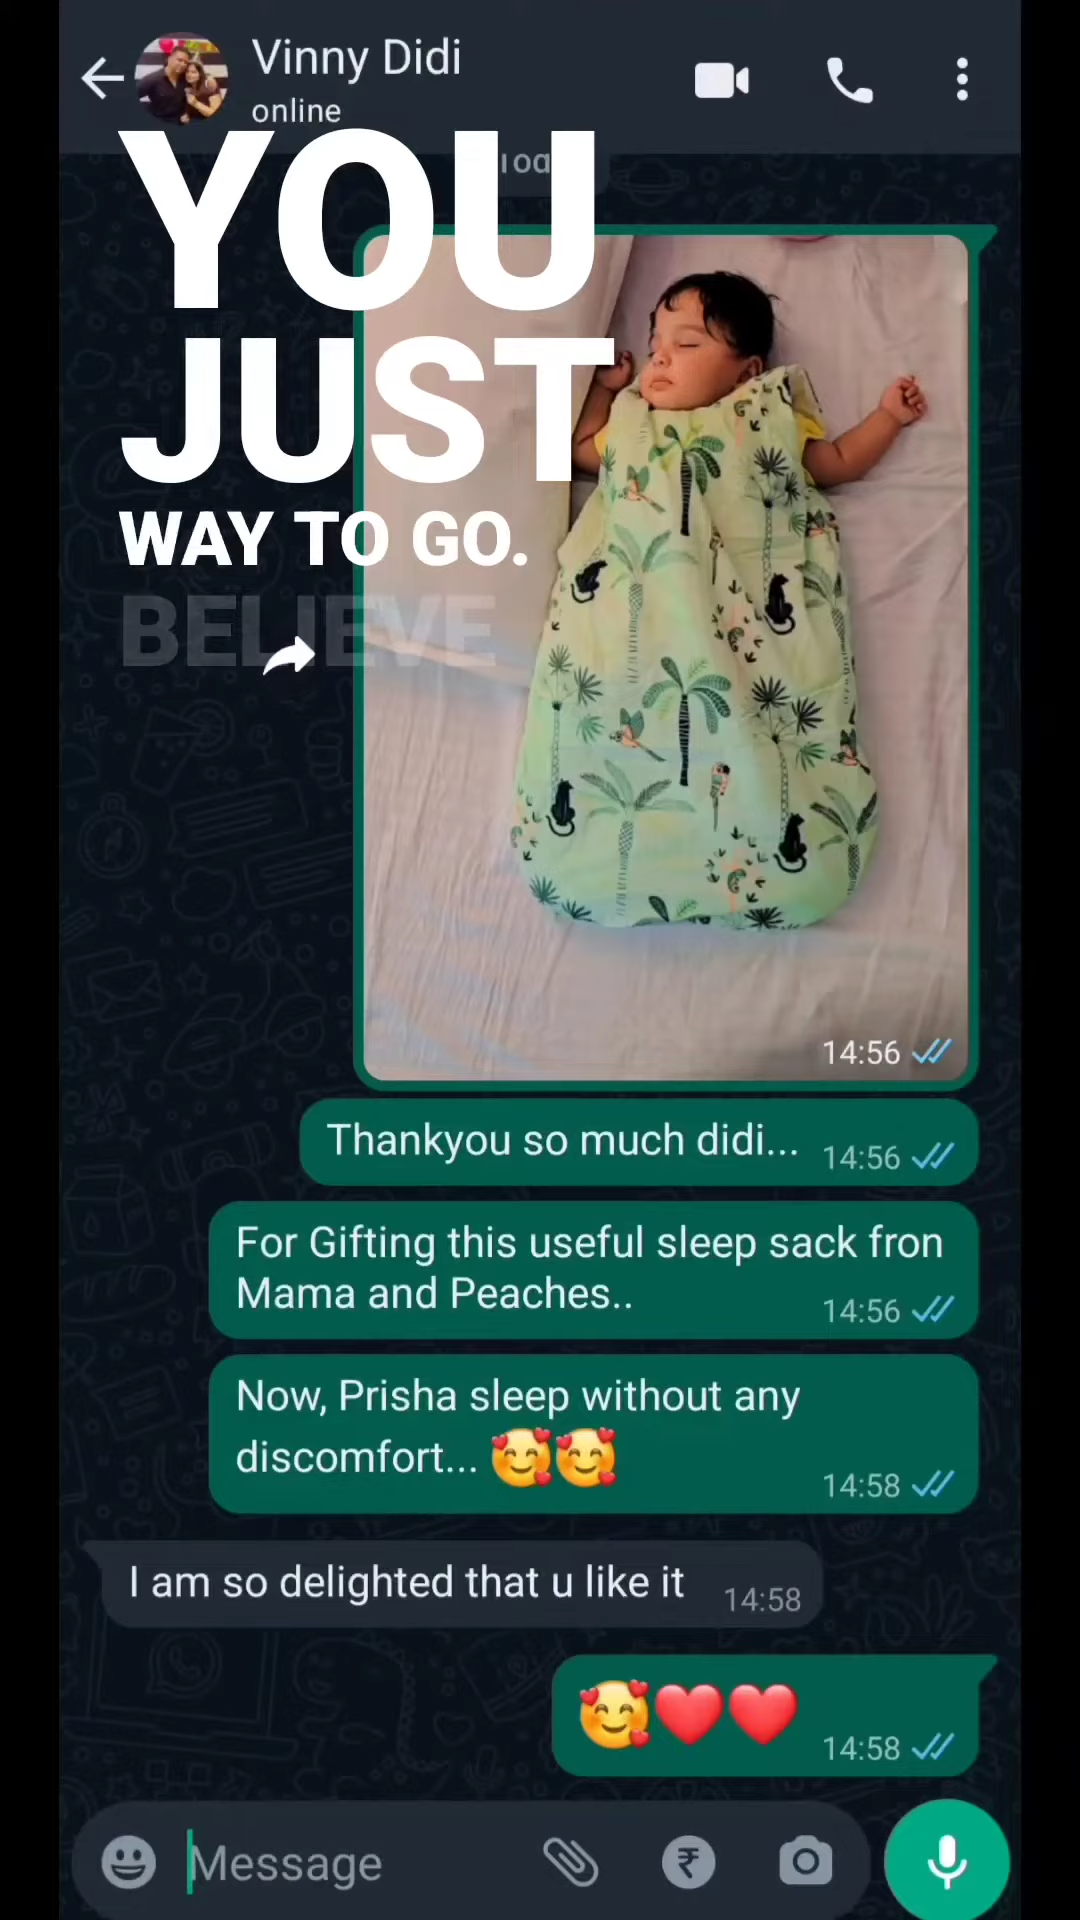 Vinny Didi
online
YOU
JUST
WAY TO GO.
BELIEVE
14:56
Thankyou so much didi...
14:56
For Gifting this useful sleep sack fron
Mama and Peaches..
14:56
Now, Prisha sleep without any
discomfort...
14:58
I am so delighted that u like it
14:58
14:58
Message